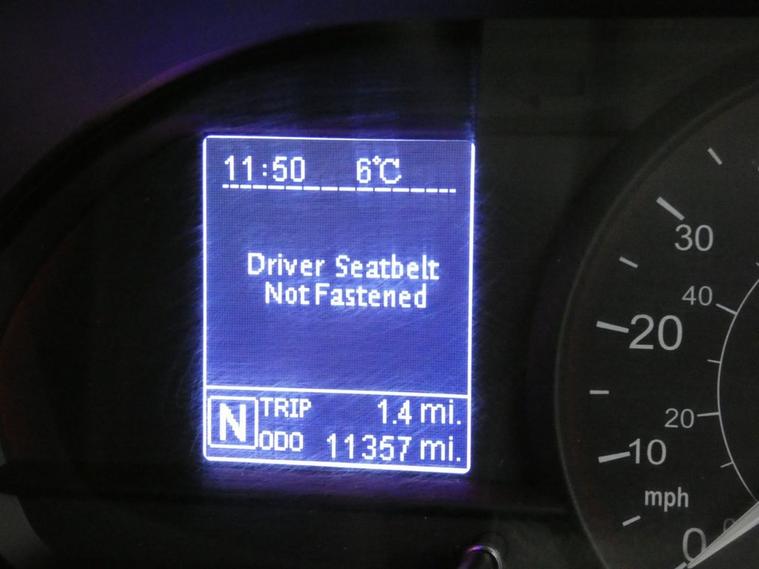 11:50 6°C
Driver Seatbelt
Not Fastened
N TRIP 1.4 mi.
ODO 11357 mi.
30
40
20
20
10
mph
0
0